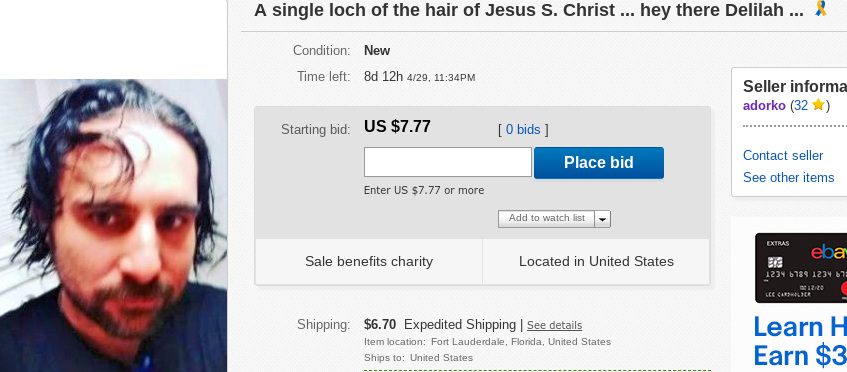 A single loch of the hair of Jesus S. Christ ... hey there Delilah ...
Condition: New
Time left: 8d 12h 4/29, 11:34PM
Starting bid: US $7.77 [ 0 bids ]
Place bid
Enter US $7.77 or more
Add to watch list
Sale benefits charity
Located in United States
Shipping: $6.70 Expedited Shipping | See details
Item location: Fort Lauderdale, Florida, United States
Ships to: United States
Seller informa
adorko (32 )
Contact seller
See other items
EXTRAS
ebay
1234 6789 1234 67
LEE CARDHOLDER
Learn H
Earn $3